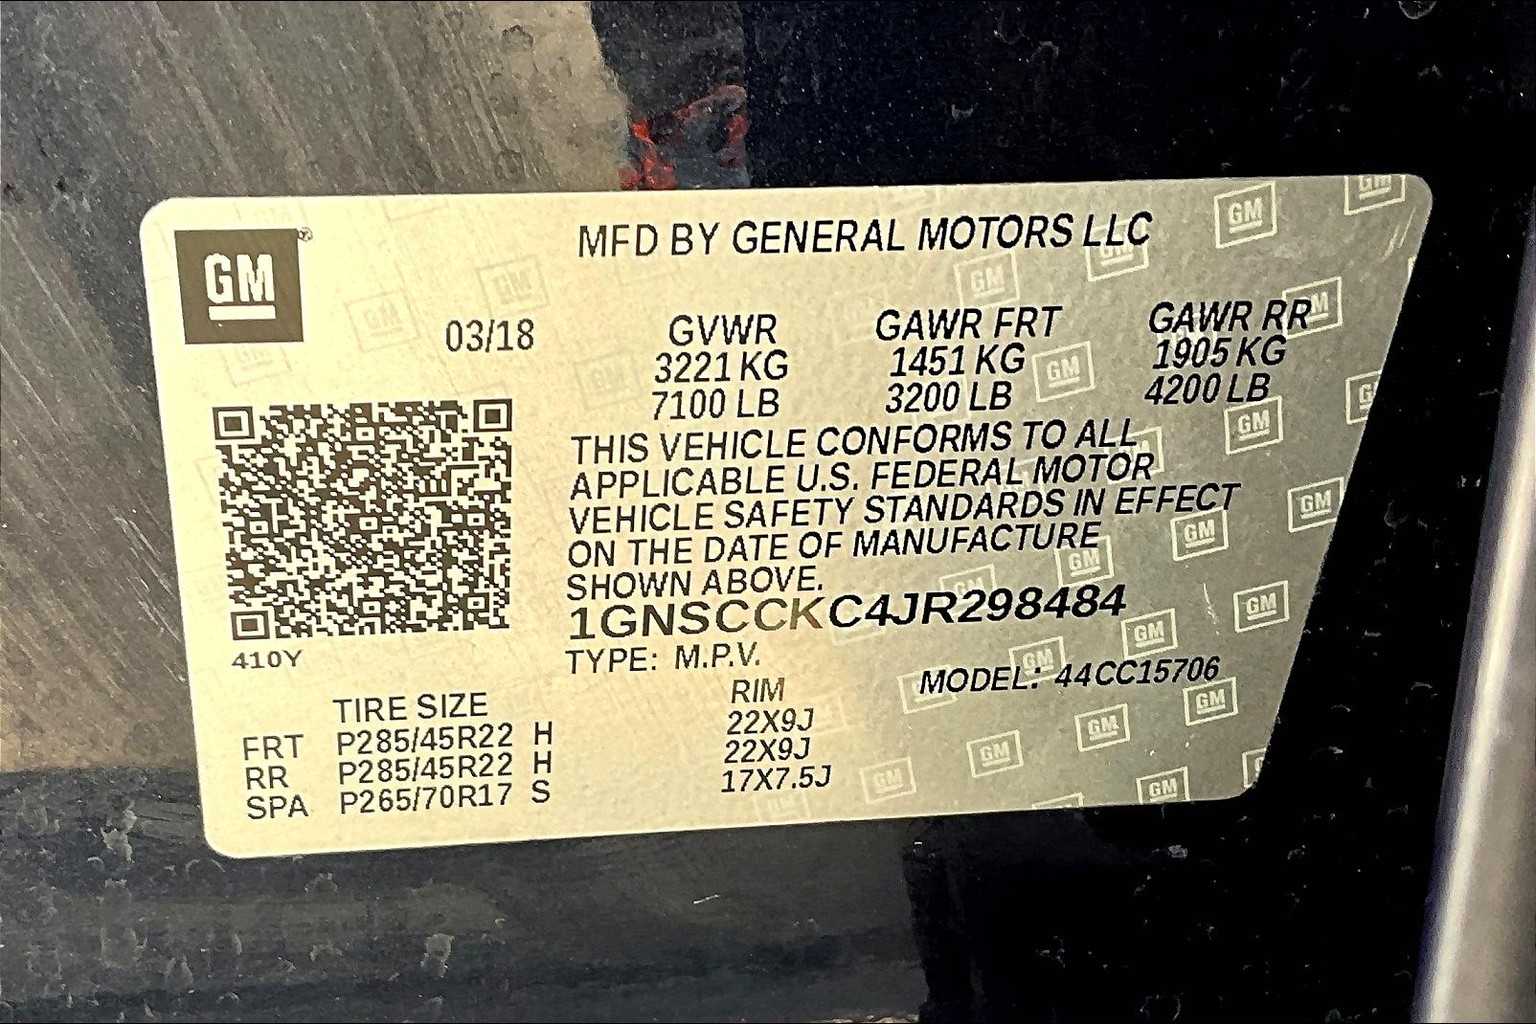 GM
MFD BY GENERAL MOTORS LLC
03/18
GVWR GAWR FRT GAWR RR
3221 KG 1451 KG 1905 KG
7100 LB 3200 LB 4200 LB
THIS VEHICLE CONFORMS TO ALL
APPLICABLE U.S. FEDERAL MOTOR
VEHICLE SAFETY STANDARDS IN EFFECT
ON THE DATE OF MANUFACTURE
SHOWN ABOVE.
1GNSCCKC4JR298484
410Y
TYPE: M.P.V. MODEL: 44CC15706
TIRE SIZE RIM
FRT P285/45R22 H 22X9J
RR P285/45R22 H 22X9J
SPA P265/70R17 S 17X7.5J